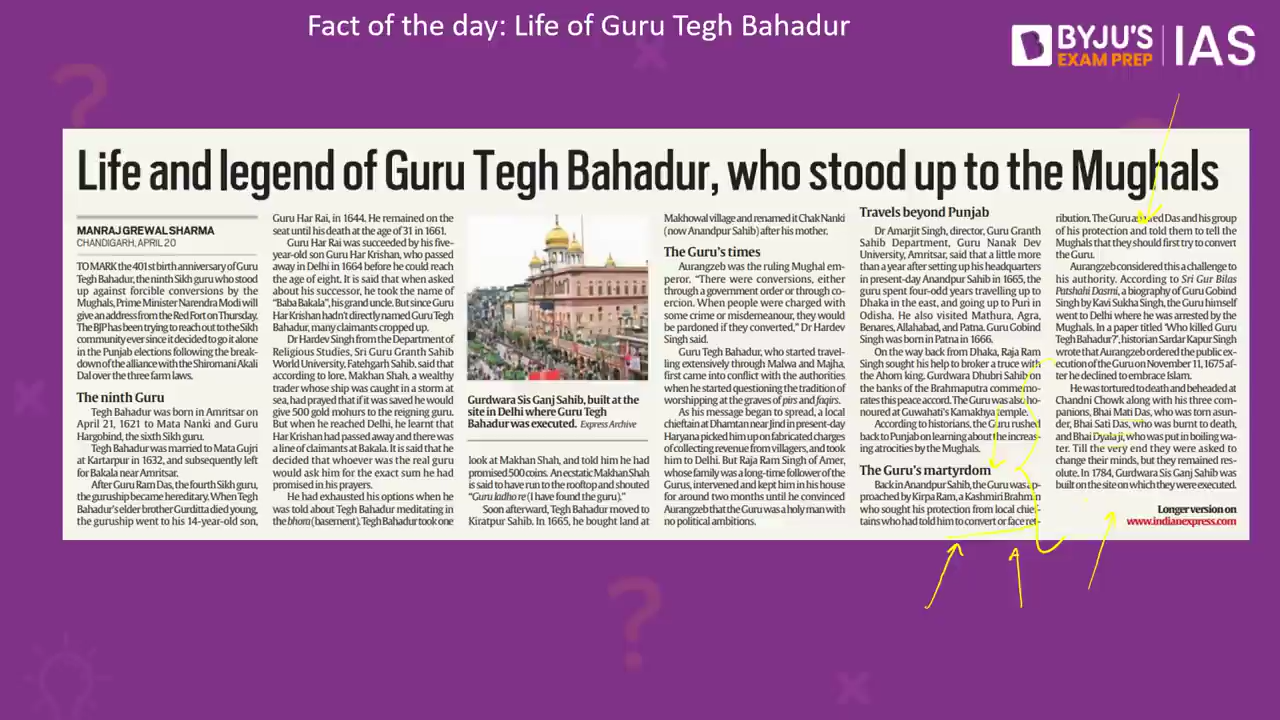 Fact of the day: Life of Guru Tegh Bahadur
BYJU'S
EXAM PREP
IAS
Life and legend of Guru Tegh Bahadur, who stood up to the Mughals
MANRAJ GREWAL SHARMA
CHANDIGARH, APRIL 20
TO MARK the 401st birth anniversary of Guru
Tegh Bahadur, the ninth Sikh guru who stood
up against forcible conversions by the
Mughals, Prime Minister Narendra Modi will
give an address from the Red Fort on Thursday.
The BJP has been trying to reach out to the Sikh
community ever since it decided to go it alone
in the Punjab elections following the break-
down of the alliance with the Shiromani Akali
Dal over the three farm laws.
The ninth Guru
Tegh Bahadur was born in Amritsar on
April 21, 1621 to Mata Nanki and Guru
Hargobind, the sixth Sikh guru.
Tegh Bahadur was married to Mata Gujri
at Kartarpur in 1632, and subsequently left
for Bakala near Amritsar.
After Guru Ram Das, the fourth Sikh guru,
the guruship became hereditary. When Tegh
Bahadur's elder brother Gurditta died young,
the guruship went to his 14-year-old son,
Guru Har Rai, in 1644. He remained on the
seat until his death at the age of 31 in 1661.
Guru Har Rai was succeeded by his five-
year-old son Guru Har Krishan, who passed
away in Delhi in 1664 before he could reach
the age of eight. It is said that when asked
about his successor, he took the name of
"Baba Bakala", his grand uncle. But since Guru
Har Krishan hadn't directly named Guru Tegh
Bahadur, many claimants cropped up.
Dr Hardev Singh from the Department of
Religious Studies, Sri Guru Granth Sahib
World University, Fatehgarh Sahib, said that
according to lore, Makhan Shah, a wealthy
trader whose ship was caught in a storm at
sea, had prayed that if it was saved he would
give 500 gold mohurs to the reigning guru.
But when he reached Delhi, he learnt that
Har Krishan had passed away and there was
a line of claimants at Bakala. It is said that he
decided that whoever was the real guru
would ask him for the exact sum he had
promised in his prayers.
He had exhausted his options when he
was told about Tegh Bahadur meditating in
the bhora (basement). Tegh Bahadur took one
Gurdwara Sis Ganj Sahib, built at the
site in Delhi where Guru Tegh
Bahadur was executed. Express Archive
look at Makhan Shah, and told him he had
promised 500 coins. An ecstatic Makhan Shah
is said to have run to the rooftop and shouted
"Guru ladho re (I have found the guru)."
Soon afterward, Tegh Bahadur moved to
Kiratpur Sahib. In 1665, he bought land at
Makhowal village and renamed it Chak Nanki
(now Anandpur Sahib) after his mother.
The Guru's times
Aurangzeb was the ruling Mughal em-
peror. "There were conversions, either
through a government order or through co-
ercion. When people were charged with
some crime or misdemeanour, they would
be pardoned if they converted," Dr Hardev
Singh said.
Guru Tegh Bahadur, who started travel-
ling extensively through Malwa and Majha,
first came into conflict with the authorities
when he started questioning the tradition of
worshipping at the graves of pirs and faqirs.
As his message began to spread, a local
chieftain at Dhamtan near Jind in present-day
Haryana picked him up on fabricated charges
of collecting revenue from villagers, and took
him to Delhi. But Raja Ram Singh of Amer,
whose family was a long-time follower of the
Gurus, intervened and kept him in his house
for around two months until he convinced
Aurangzeb that the Guru was a holy man with
no political ambitions.
Travels beyond Punjab
Dr Amarjit Singh, director, Guru Granth
Sahib Department, Guru Nanak Dev
University, Amritsar, said that a little more
than a year after setting up his headquarters
in present-day Anandpur Sahib in 1665, the
guru spent four-odd years travelling up to
Dhaka in the east, and going up to Puri in
Odisha. He also visited Mathura, Agra,
Benares, Allahabad, and Patna. Guru Gobind
Singh was born in Patna in 1666.
On the way back from Dhaka, Raja Ram
Singh sought his help to broker a truce with
the Ahom king. Gurdwara Dhubri Sahib on
the banks of the Brahmaputra commemo-
rates this peace accord. The Guru was also ho-
noured at Guwahati's Kamakhya temple.
According to historians, the Guru rushed
back to Punjab on learning about the increas-
ing atrocities by the Mughals.
The Guru's martyrdom
Back in Anandpur Sahib, the Guru was ap-
proached by Kirpa Ram, a Kashmiri Brahmin
who sought his protection from local chief-
tains who had told him to convert or face ret-
ribution. The Guru assured Das and his group
of his protection and told them to tell the
Mughals that they should first try to convert
the Guru.
Aurangzeb considered this a challenge to
his authority. According to Sri Gur Bilas
Patshahi Dasmi, a biography of Guru Gobind
Singh by Kavi Sukha Singh, the Guru himself
went to Delhi where he was arrested by the
Mughals. In a paper titled 'Who killed Guru
Tegh Bahadur?', historian Sardar Kapur Singh
wrote that Aurangzeb ordered the public ex-
ecution of the Guru on November 11, 1675 af-
ter he declined to embrace Islam.
He was tortured to death and beheaded at
Chandni Chowk along with his three com-
panions, Bhai Mati Das, who was torn asun-
der, Bhai Sati Das, who was burnt to death,
and Bhai Dyala ji, who was put in boiling wa-
ter. Till the very end they were asked to
change their minds, but they remained res-
olute. In 1784, Gurdwara Sis Ganj Sahib was
built on the site on which they were executed.
Longer version on
www.indianexpress.com